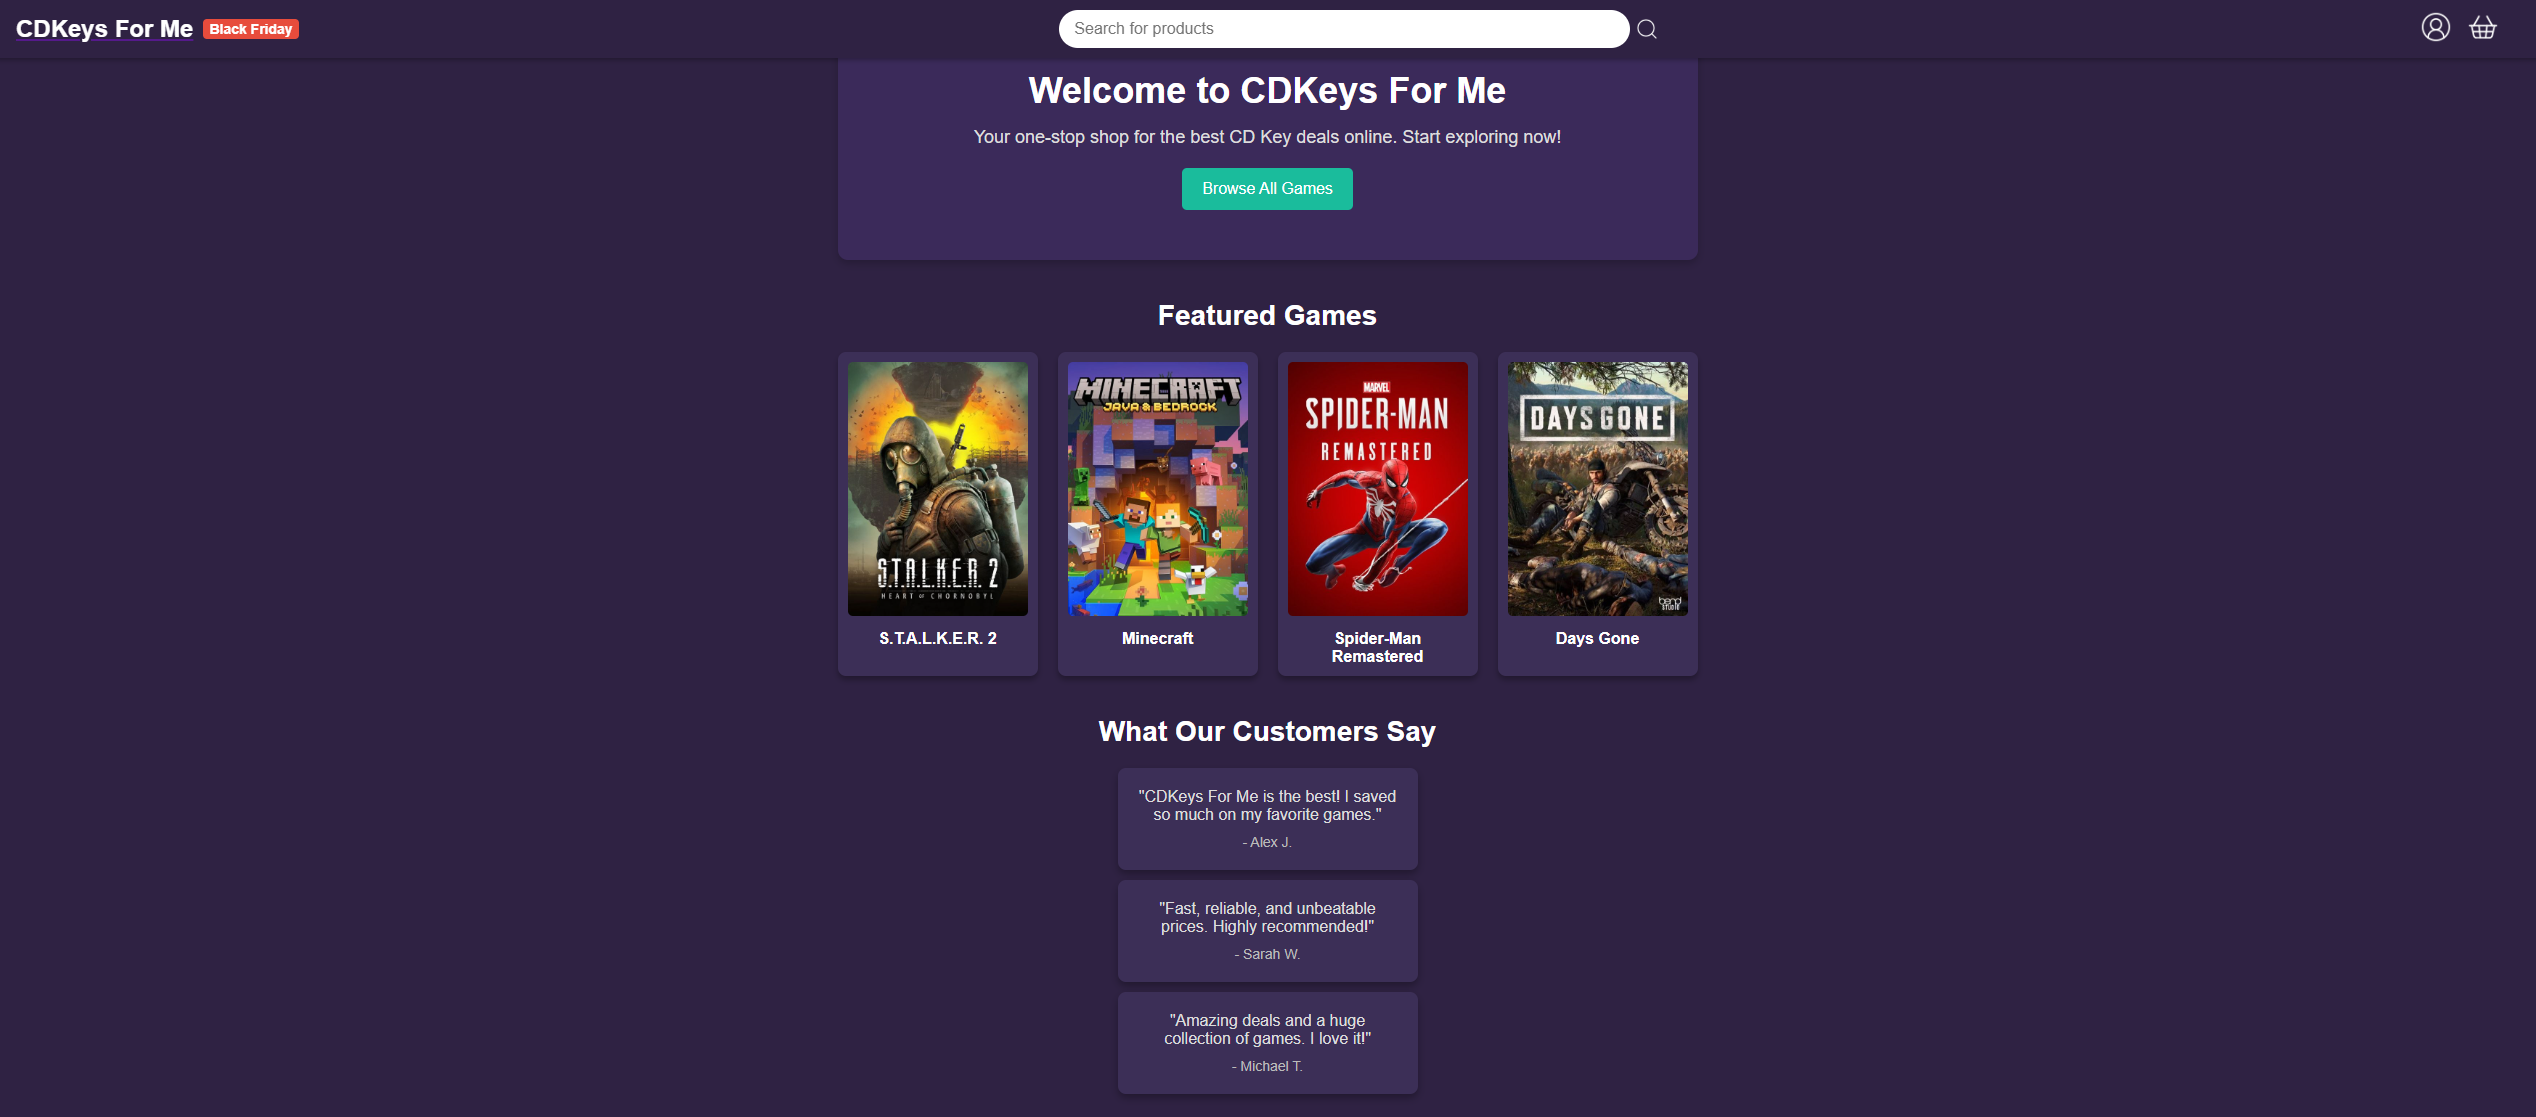 CDKeys For Me
Black Friday
Search for products
Welcome to CDKeys For Me
Your one-stop shop for the best CD Key deals online. Start exploring now!
Browse All Games
Featured Games
S.T.A.L.K.E.R. 2
HEART OF CHORNOBYL
S.T.A.L.K.E.R. 2
MINECRAFT
JAVA & BEDROCK
Minecraft
MARVEL
SPIDER-MAN
REMASTERED
Spider-Man
Remastered
DAYS GONE
bend
STUDIO
Days Gone
What Our Customers Say
"CDKeys For Me is the best! I saved
so much on my favorite games."
- Alex J.
"Fast, reliable, and unbeatable
prices. Highly recommended!"
- Sarah W.
"Amazing deals and a huge
collection of games. I love it!"
- Michael T.